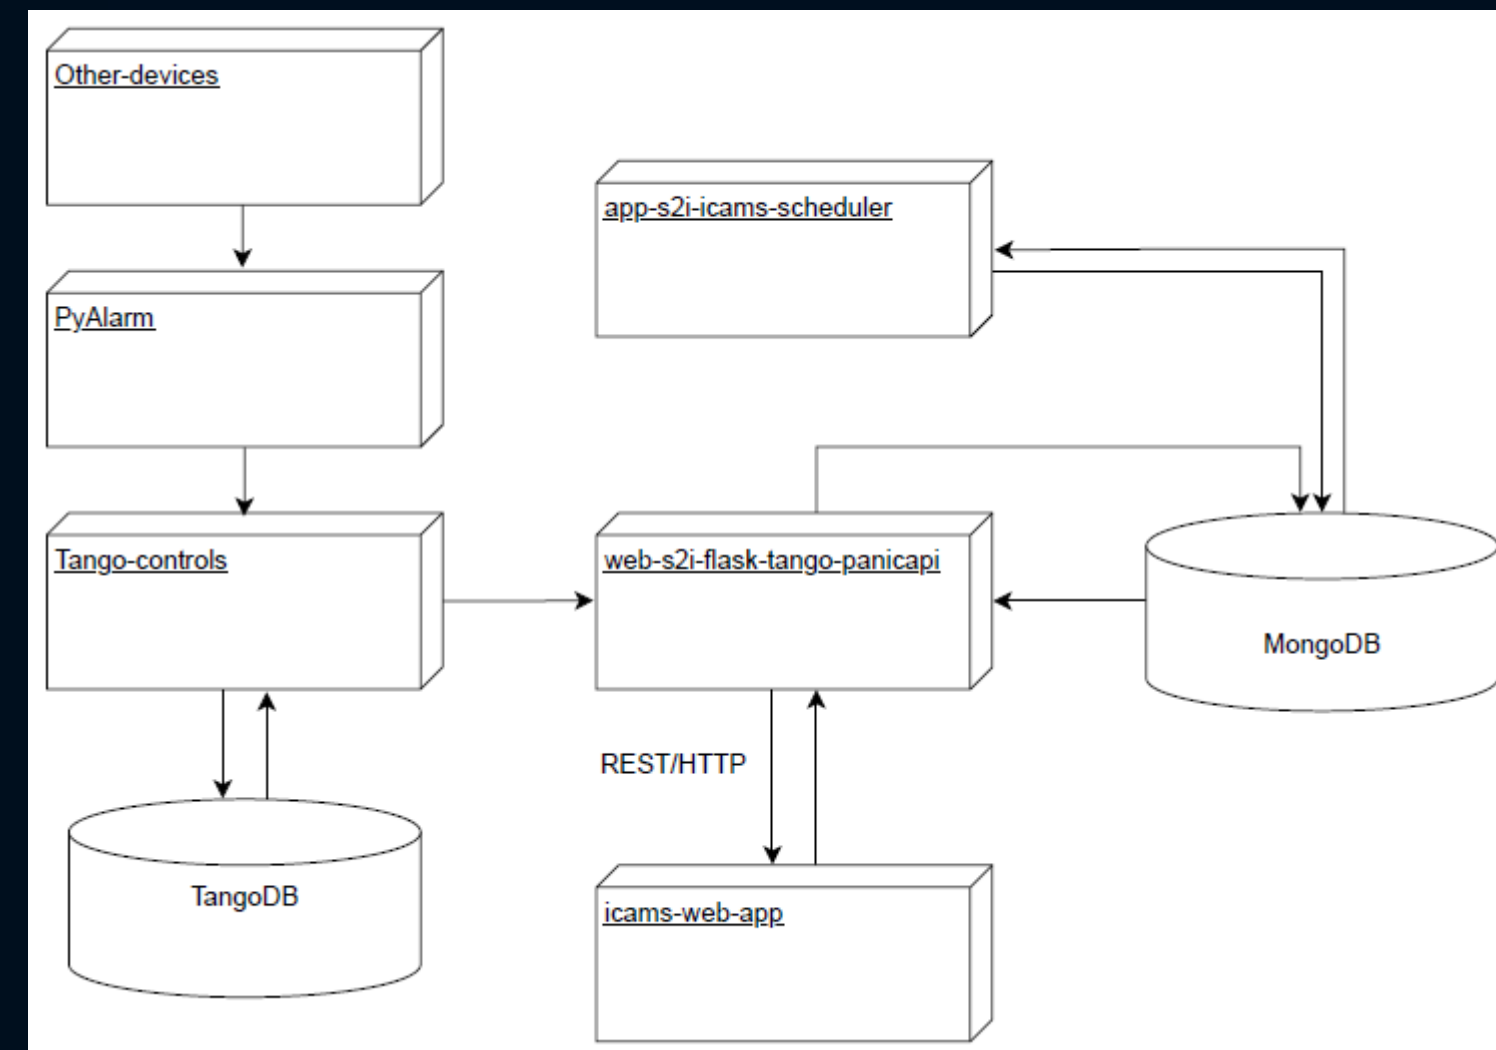 Other-devices
app-s2i-icams-scheduler
PyAlarm
Tango-controls
web-s2i-flask-tango-panicapi
MongoDB
REST/HTTP
TangoDB
icams-web-app